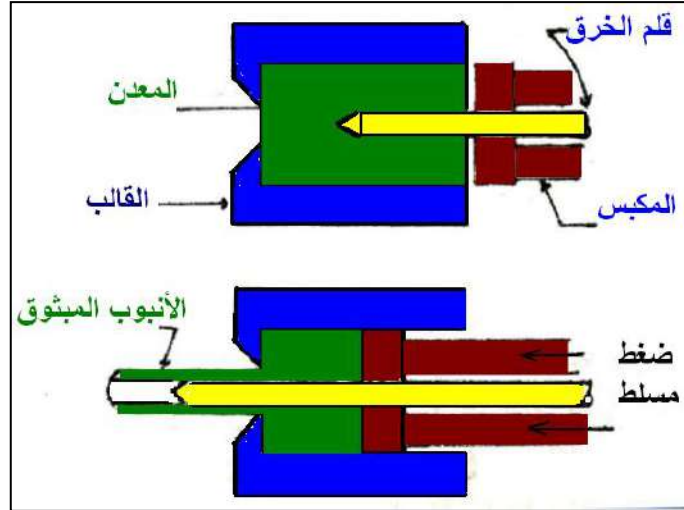 قلم الخرق
المعدن
القالب
المكبس
الأنبوب المبثوق
ضغط
مسلط